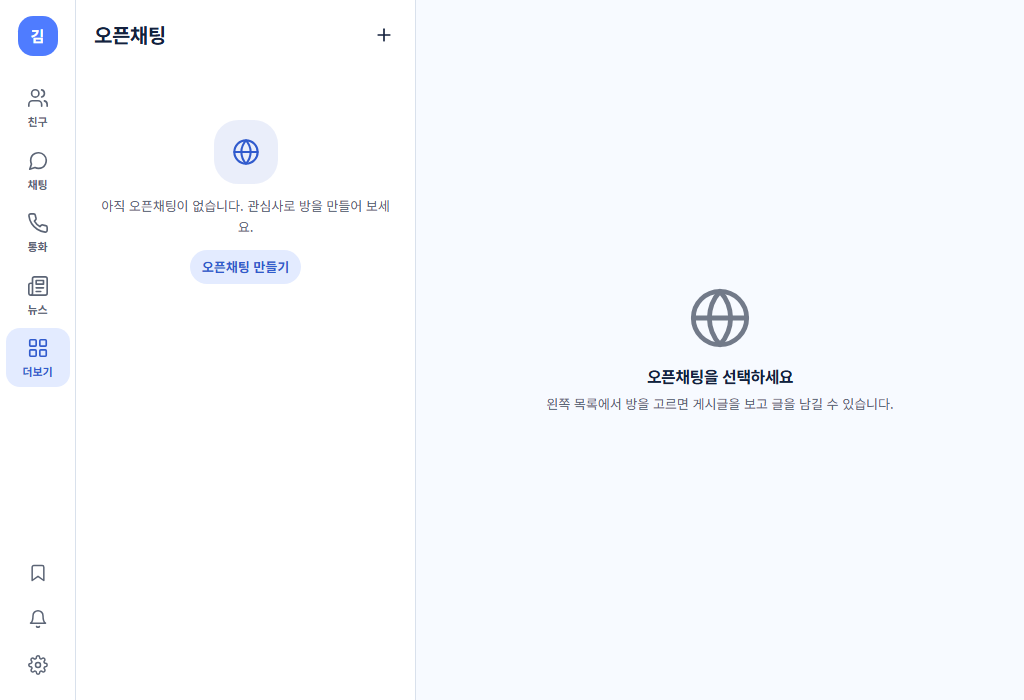 김
친구
채팅
통화
뉴스
더보기
오픈채팅
아직 오픈채팅이 없습니다. 관심사로 방을 만들어 보세
요.
오픈채팅 만들기
오픈채팅을 선택하세요
왼쪽 목록에서 방을 고르면 게시글을 보고 글을 남길 수 있습니다.